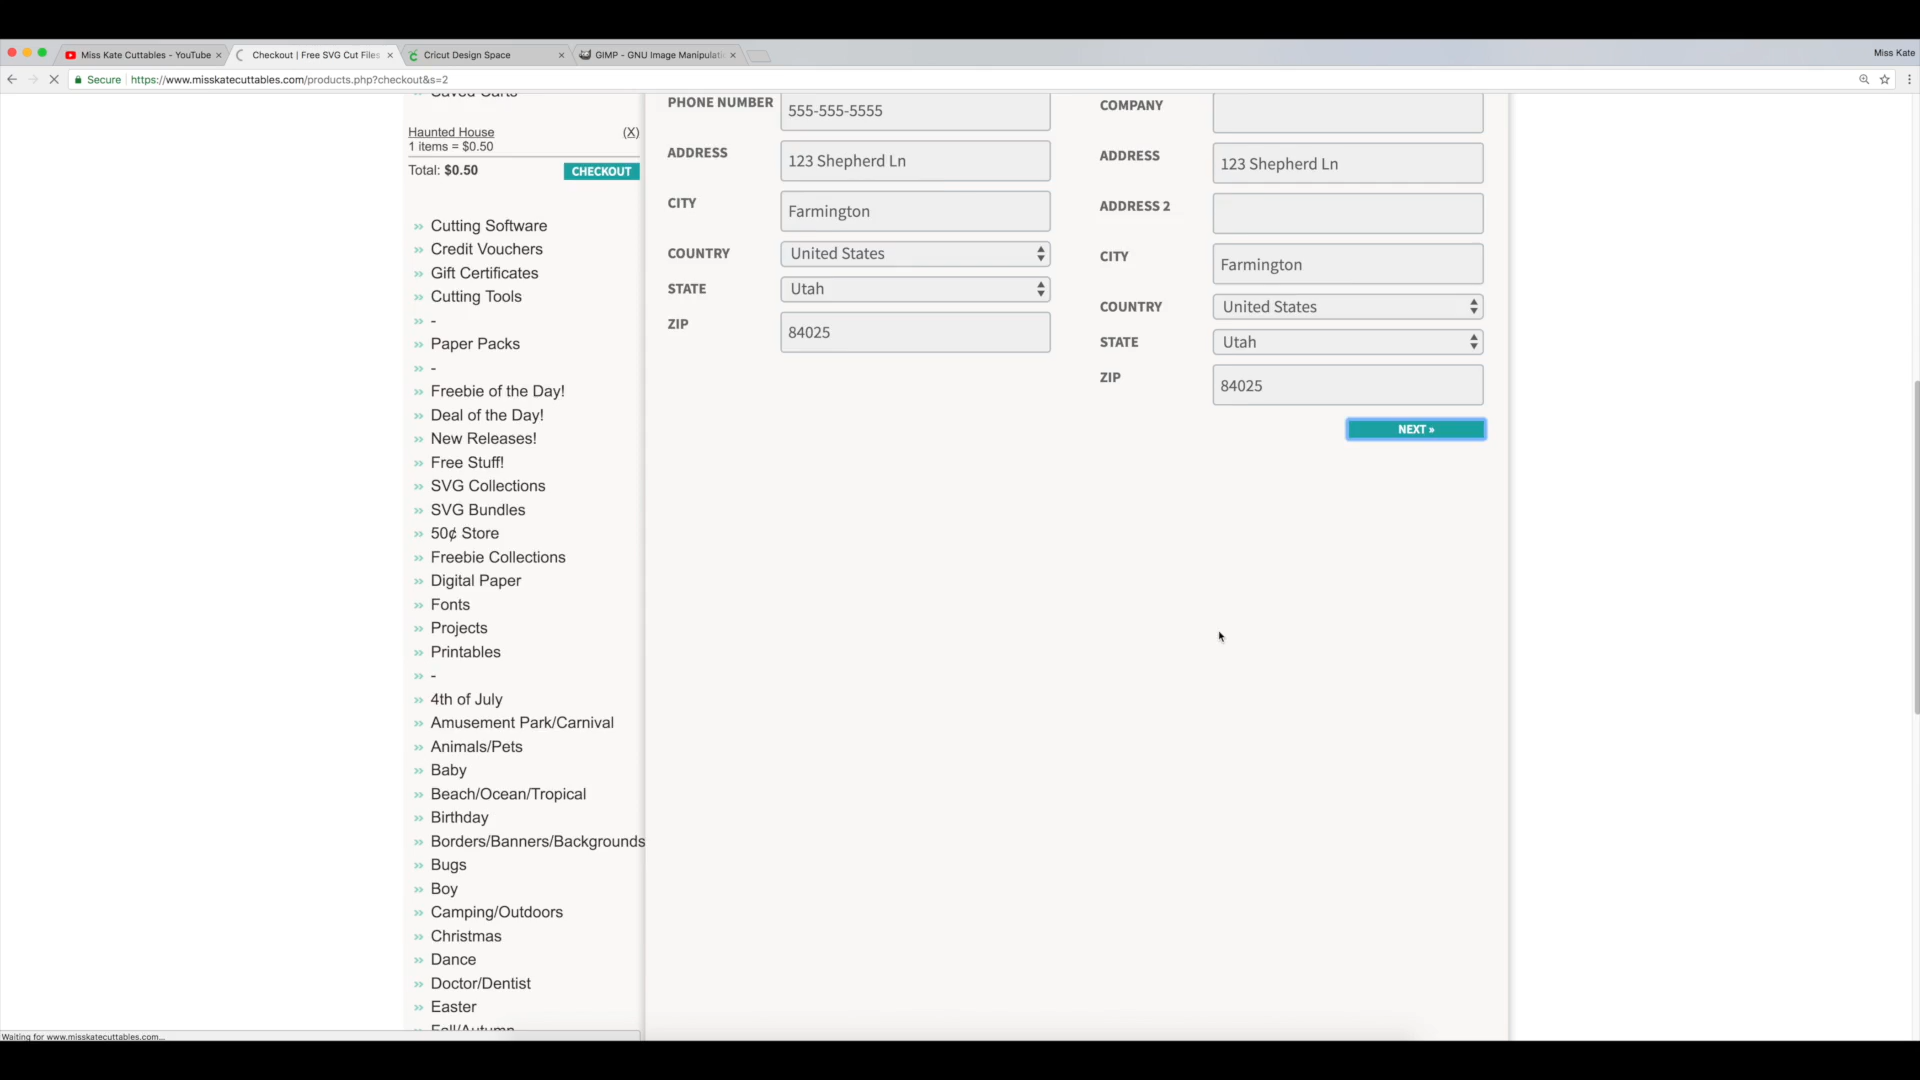 Miss Kate Cuttables - YouTube
Checkout | Free SVG Cut Files
Cricut Design Space
GIMP - GNU Image Manipulati
Miss Kate
Secure
https://www.misskatecuttables.com/products.php?checkout&s=2
Saved Carts
Haunted House (X)
1 items = $0.50
Total: $0.50 CHECKOUT
» Cutting Software
» Credit Vouchers
» Gift Certificates
» Cutting Tools
» -
» Paper Packs
» -
» Freebie of the Day!
» Deal of the Day!
» New Releases!
» Free Stuff!
» SVG Collections
» SVG Bundles
» 50¢ Store
» Freebie Collections
» Digital Paper
» Fonts
» Projects
» Printables
» -
» 4th of July
» Amusement Park/Carnival
» Animals/Pets
» Baby
» Beach/Ocean/Tropical
» Birthday
» Borders/Banners/Backgrounds
» Bugs
» Boy
» Camping/Outdoors
» Christmas
» Dance
» Doctor/Dentist
» Easter
» Fall/Autumn
PHONE NUMBER 555-555-5555
ADDRESS 123 Shepherd Ln
CITY Farmington
COUNTRY United States
STATE Utah
ZIP 84025
COMPANY
ADDRESS 123 Shepherd Ln
ADDRESS 2
CITY Farmington
COUNTRY United States
STATE Utah
ZIP 84025
NEXT »
Waiting for www.misskatecuttables.com...